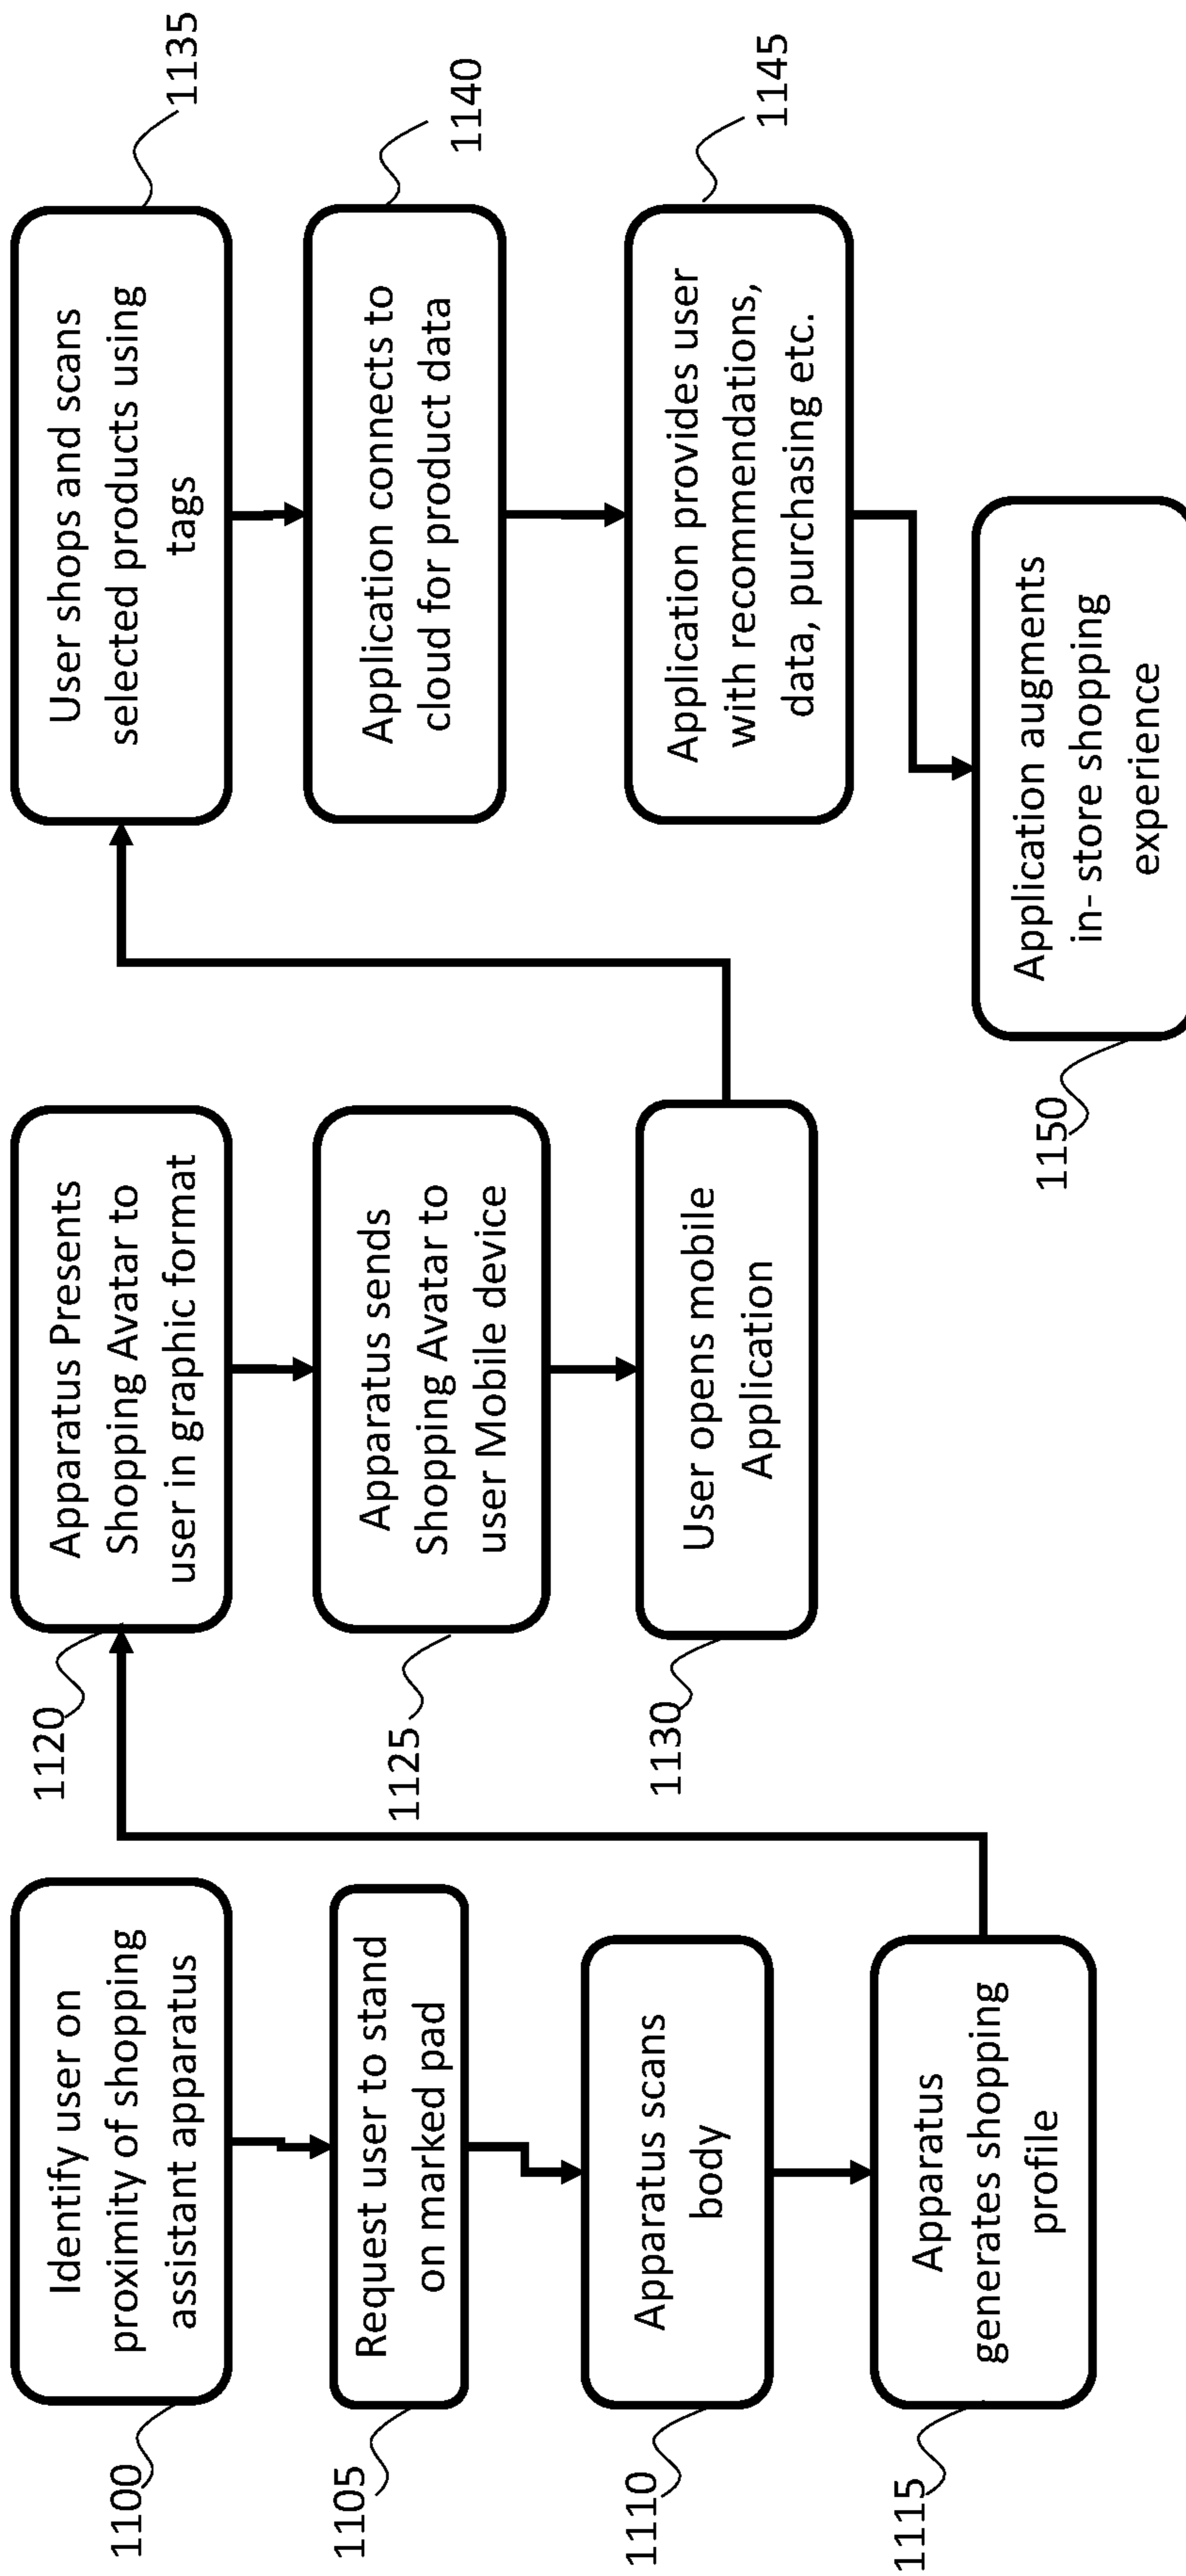 1100
Identify user on
proximity of shopping
assistant apparatus
1105
Request user to stand
on marked pad
1110
Apparatus scans
body
1115
Apparatus
generates shopping
profile
1120
Apparatus Presents
Shopping Avatar to
user in graphic format
1125
Apparatus sends
Shopping Avatar to
user Mobile device
1130
User opens mobile
Application
1135
User shops and scans
selected products using
tags
1140
Application connects to
cloud for product data
1145
Application provides user
with recommendations,
data, purchasing etc.
1150
Application augments
in- store shopping
experience